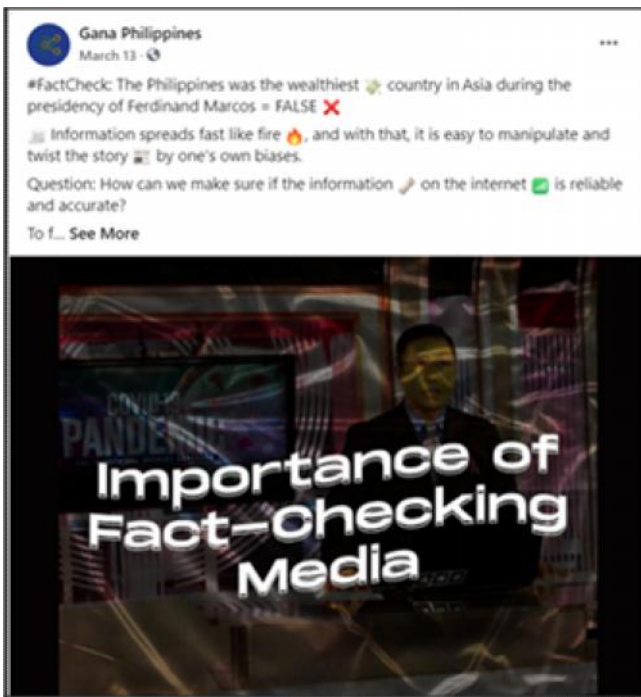 Gana Philippines
March 13 ·
#FactCheck: The Philippines was the wealthiest 💸 country in Asia during the
presidency of Ferdinand Marcos = FALSE ❌
Information spreads fast like fire 🔥, and with that, it is easy to manipulate and
twist the story 📰 by one's own biases.
Question: How can we make sure if the information on the internet 📶 is reliable
and accurate?
To f... See More
COVID-19
PANDEMIC
Importance of
Fact-Checking
Media